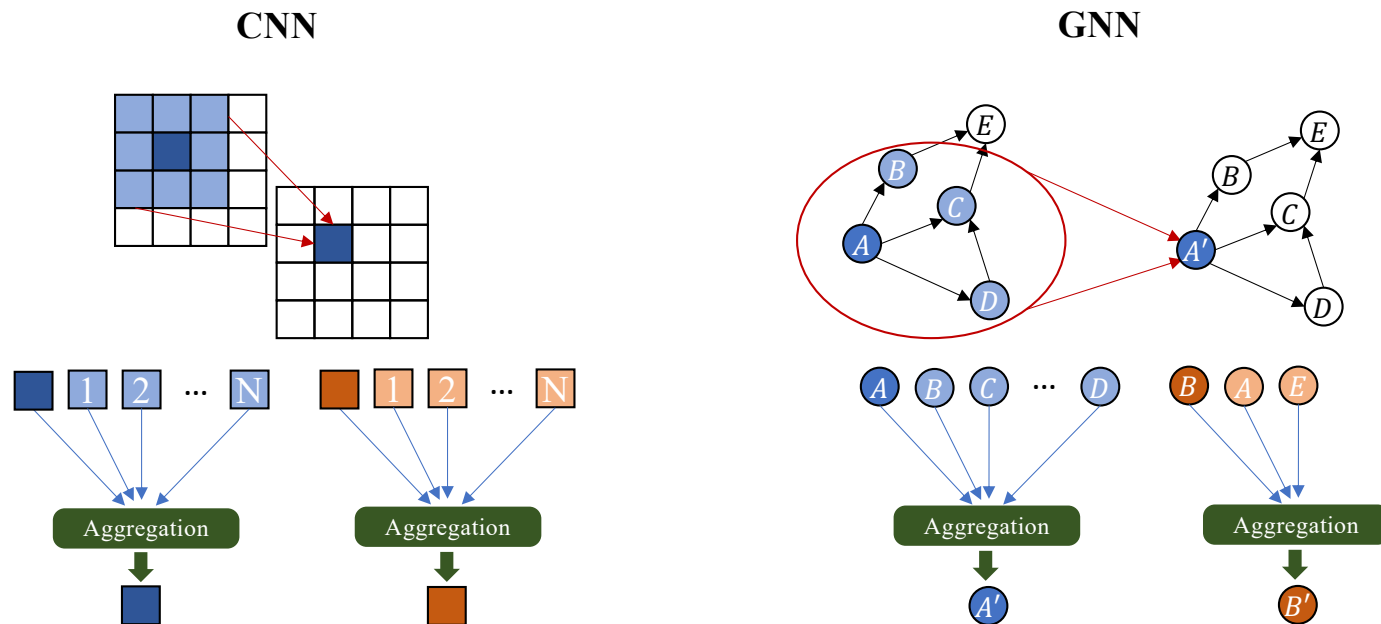 CNN
GNN
E
B
C
A
D
E
B
C
A'
D
1 2 ... N
1 2 ... N
A B C ... D
B A E
Aggregation
Aggregation
Aggregation
Aggregation
A'
B'